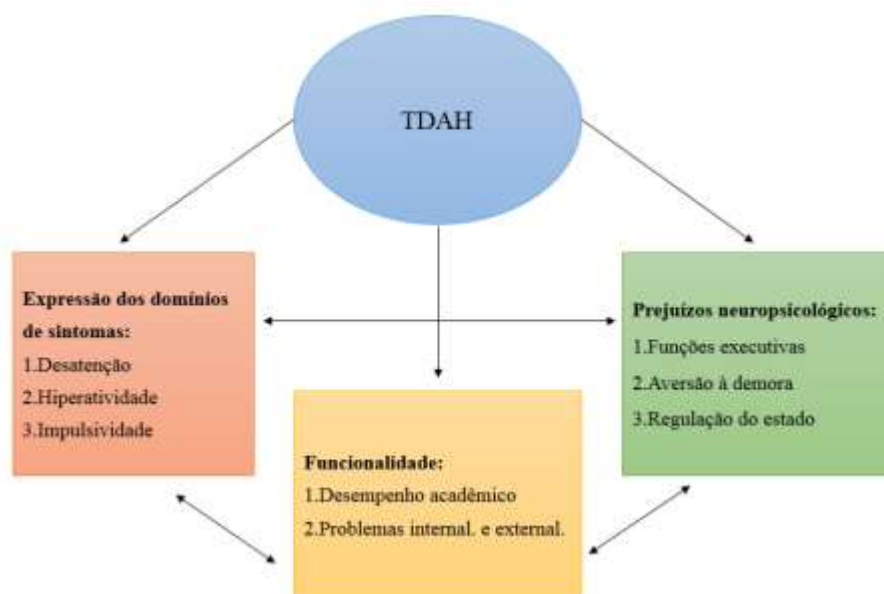 TDAH
Expressão dos domínios
de sintomas:
1.Desatenção
2.Hiperatividade
3.Impulsividade
Prejuízos neuropsicológicos:
1.Funções executivas
2.Aversão à demora
3.Regulação do estado
Funcionalidade:
1.Desempenho acadêmico
2.Problemas internal. e external.